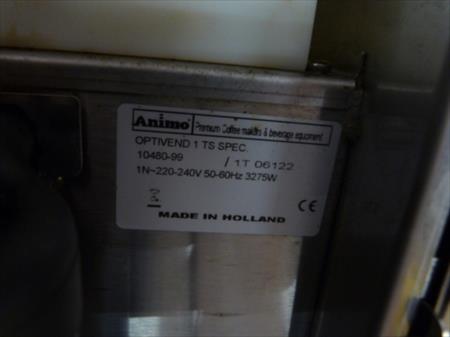 Animo Premium Coffee makers & beverage equipment
OPTIVEND 1 TS SPEC.
10480-99 / 1T 06122
1N~220-240V 50-60Hz 3275W
CE
MADE IN HOLLAND